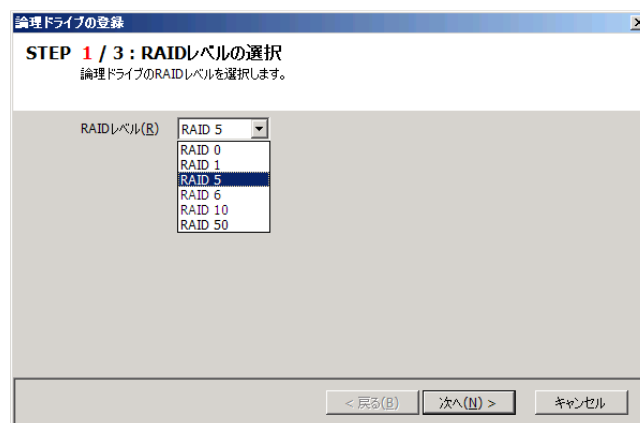 論理ドライブの登録
STEP 1 / 3 : RAIDレベルの選択
論理ドライブのRAIDレベルを選択します。
RAIDレベル(R) RAID 5
RAID 0
RAID 1
RAID 5
RAID 6
RAID 10
RAID 50
< 戻る(B) 次へ(N) > キャンセル